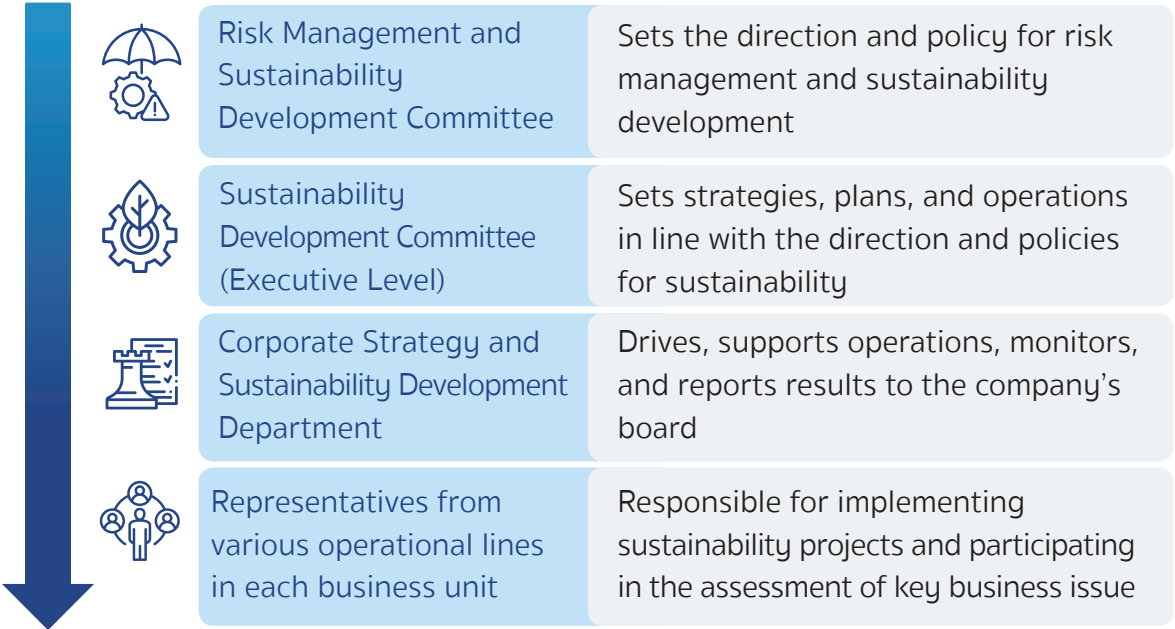 Risk Management and
Sustainability
Development Committee
Sets the direction and policy for risk
management and sustainability
development
Sustainability
Development Committee
(Executive Level)
Sets strategies, plans, and operations
in line with the direction and policies
for sustainability
Corporate Strategy and
Sustainability Development
Department
Drives, supports operations, monitors,
and reports results to the company’s
board
Representatives from
various operational lines
in each business unit
Responsible for implementing
sustainability projects and participating
in the assessment of key business issue